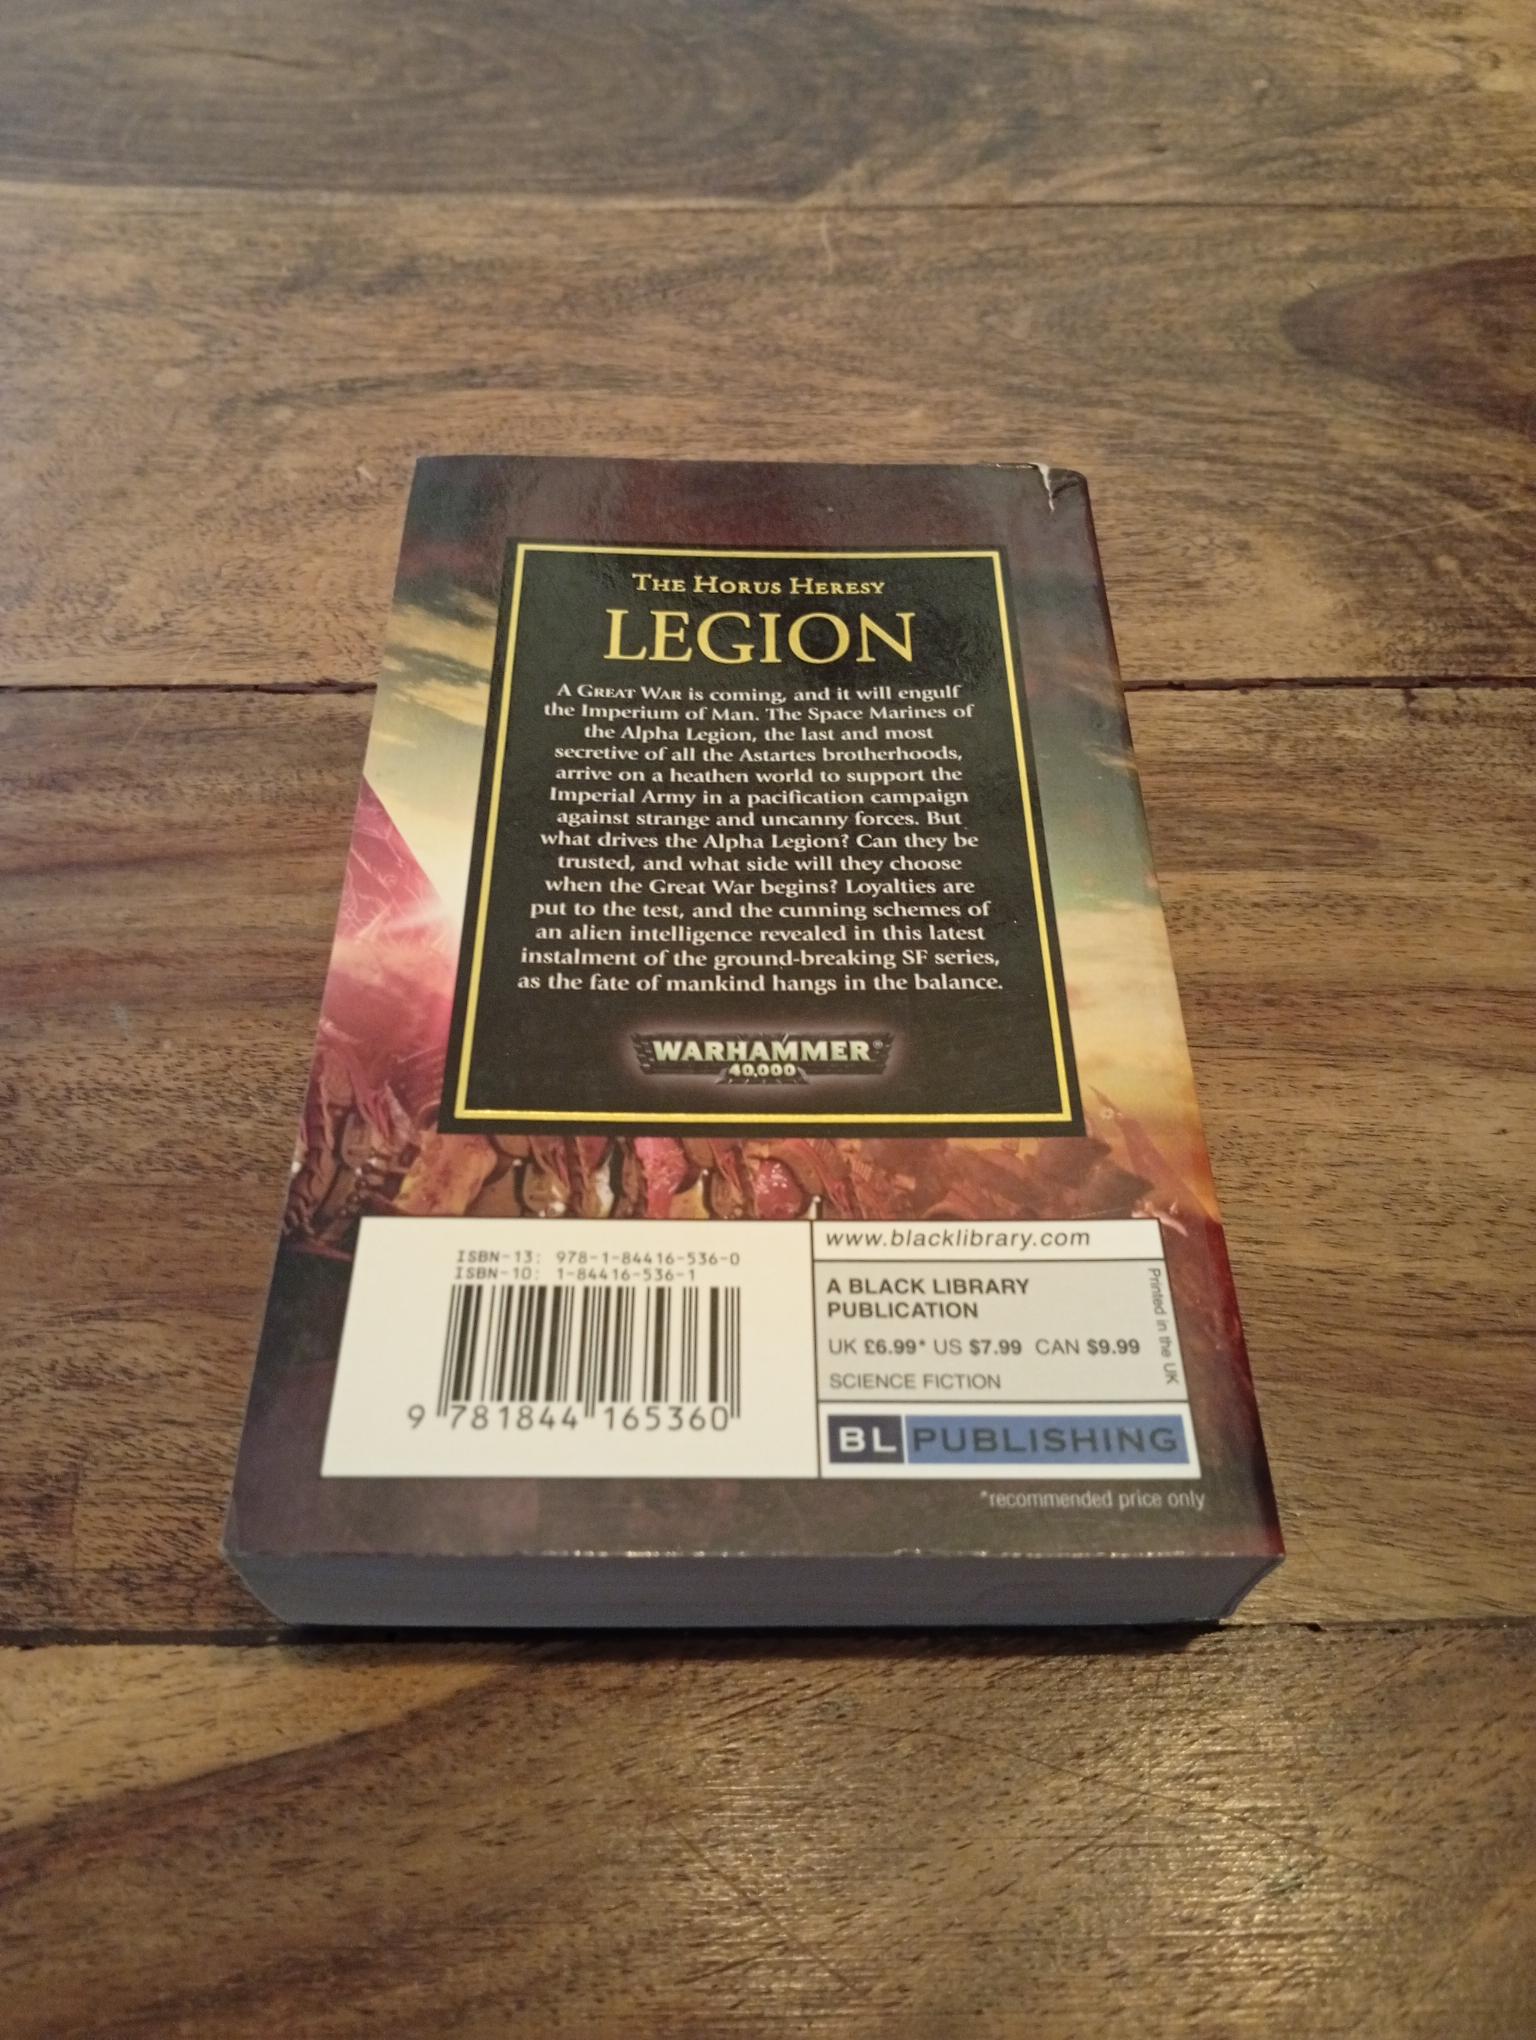 THE HORUS HERESY
LEGION
A GREAT WAR is coming, and it will engulf
the Imperium of Man. The Space Marines of
the Alpha Legion, the last and most
secretive of all the Astartes brotherhoods,
arrive on a heathen world to support the
Imperial Army in a pacification campaign
against strange and uncanny forces. But
what drives the Alpha Legion? Can they be
trusted, and what side will they choose
when the Great War begins? Loyalties are
put to the test, and the cunning schemes of
an alien intelligence revealed in this latest
instalment of the ground-breaking SF series,
as the fate of mankind hangs in the balance.
WARHAMMER®
40,000
ISBN-13: 978-1-84416-536-0
ISBN-10: 1-84416-536-1
9 781844 165360
www.blacklibrary.com
A BLACK LIBRARY
PUBLICATION
UK £6.99* US $7.99 CAN $9.99
SCIENCE FICTION
Printed in the UK
BL PUBLISHING
*recommended price only